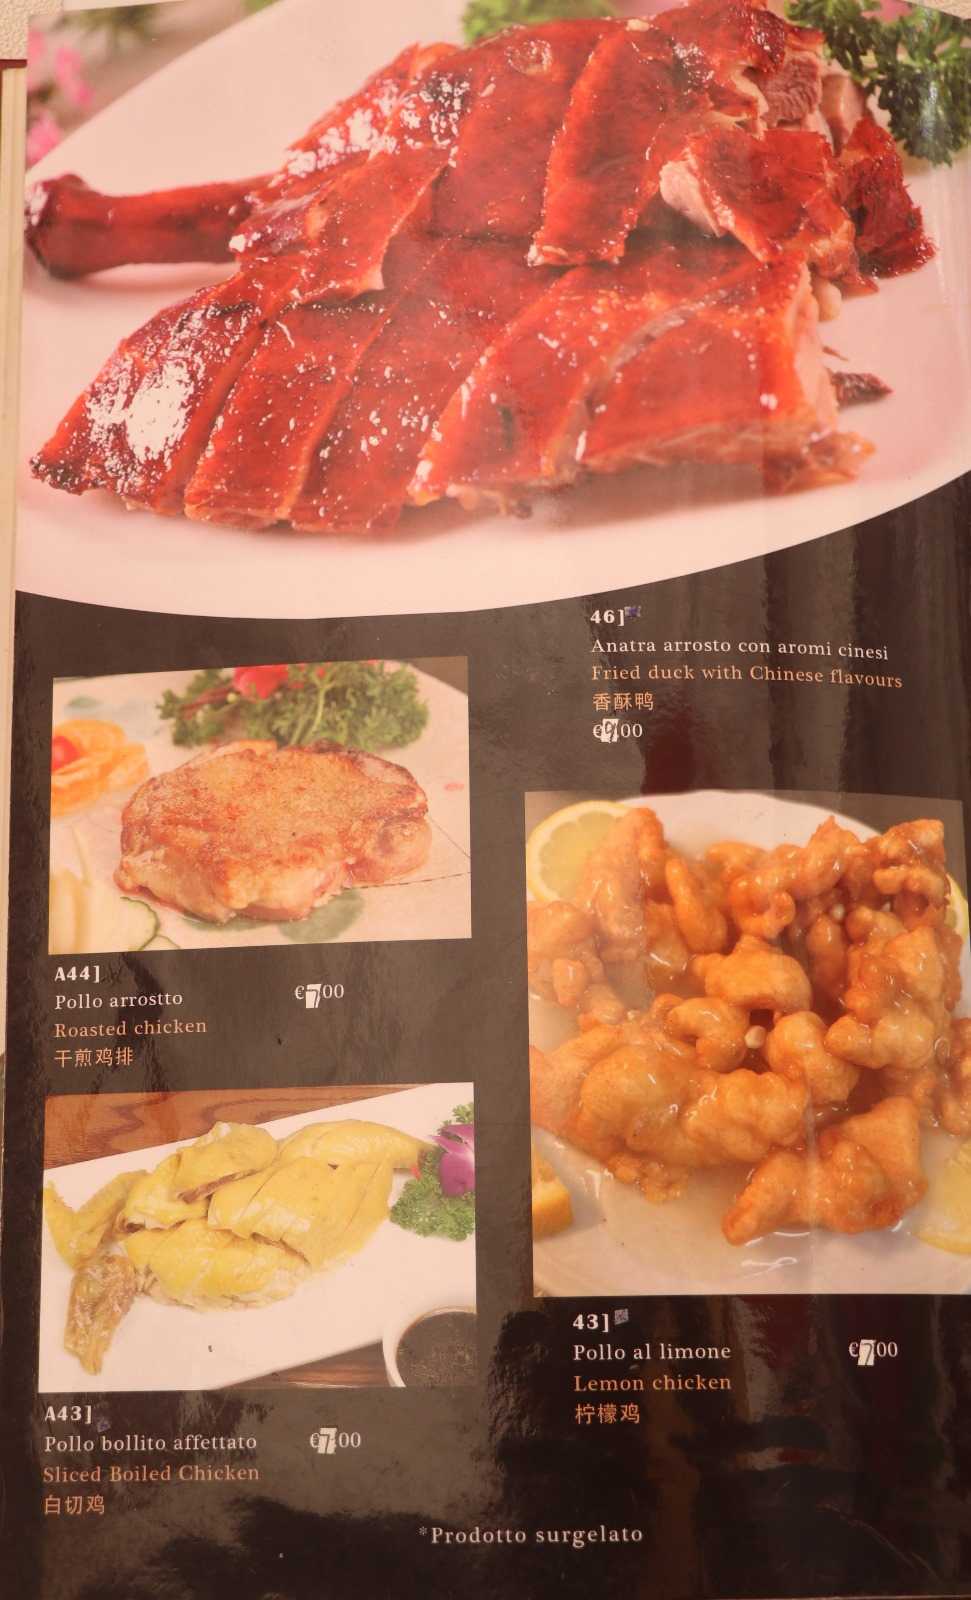 46]
Anatra arrosto con aromi cinesi
Fried duck with Chinese flavours
香酥鸭
€9,00
A44]
Pollo arrostto
€7,00
Roasted chicken
干煎鸡排
43]
Pollo al limone
€7,00
Lemon chicken
柠檬鸡
A43]
Pollo bollito affettato
€7,00
Sliced Boiled Chicken
白切鸡
*Prodotto surgelato